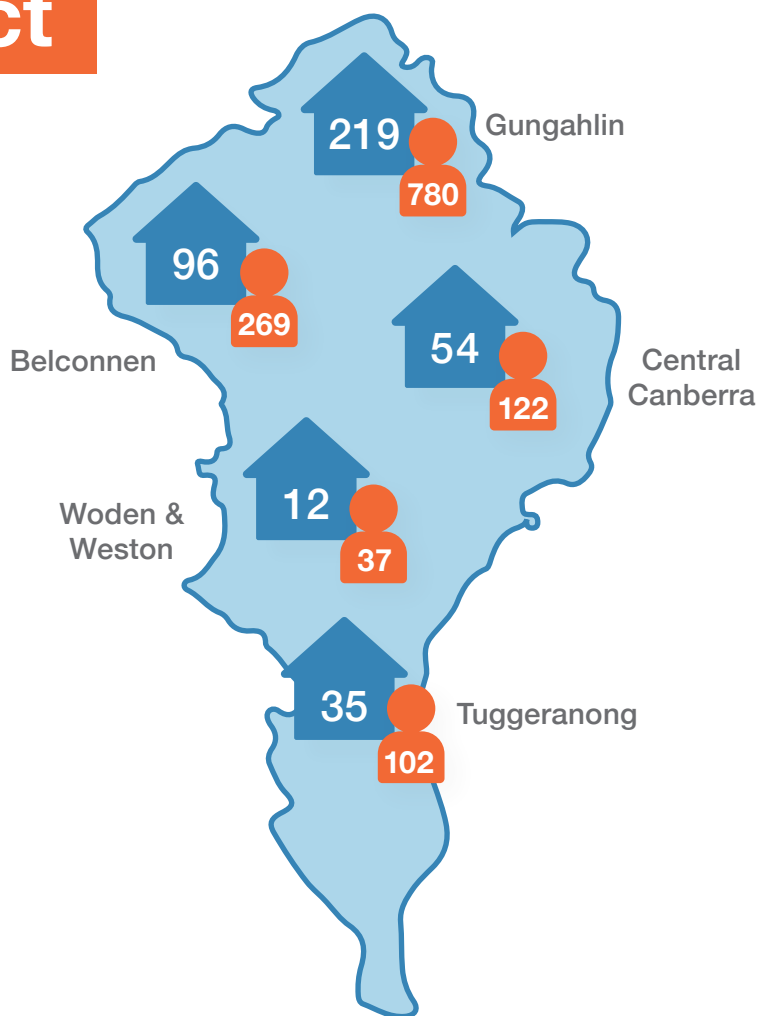 ct
219
Gungahlin
780
96
269
Belconnen
54
Central
Canberra
122
12
Woden &
Weston
37
35
Tuggeranong
102